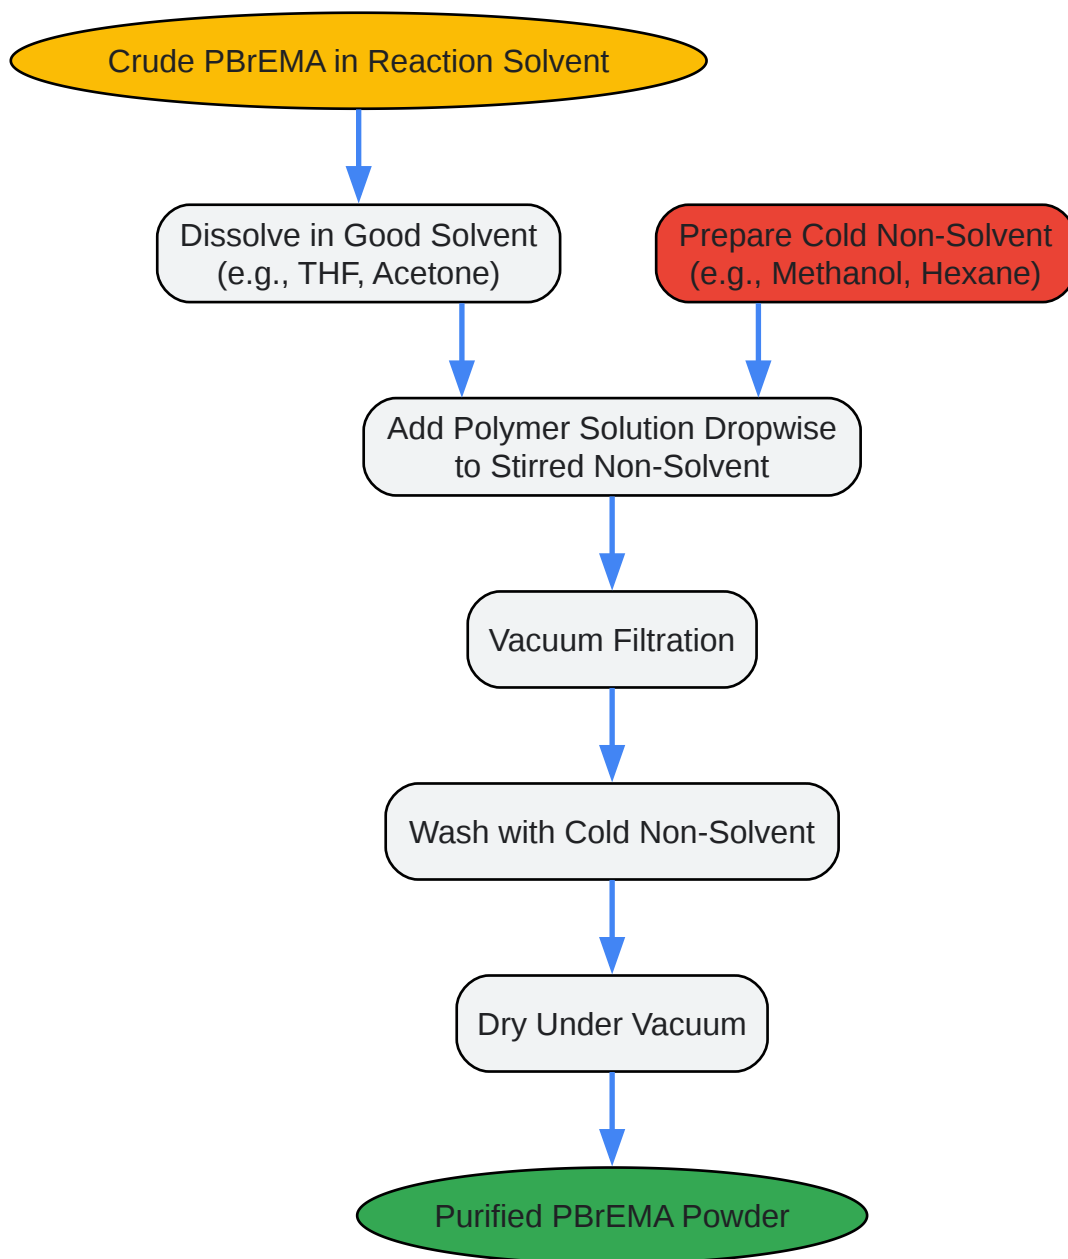 Crude PBrEMA in Reaction Solvent
Dissolve in Good Solvent
(e.g., THF, Acetone)
Prepare Cold Non-Solvent
(e.g., Methanol, Hexane)
Add Polymer Solution Dropwise
to Stirred Non-Solvent
Vacuum Filtration
Wash with Cold Non-Solvent
Dry Under Vacuum
Purified PBrEMA Powder